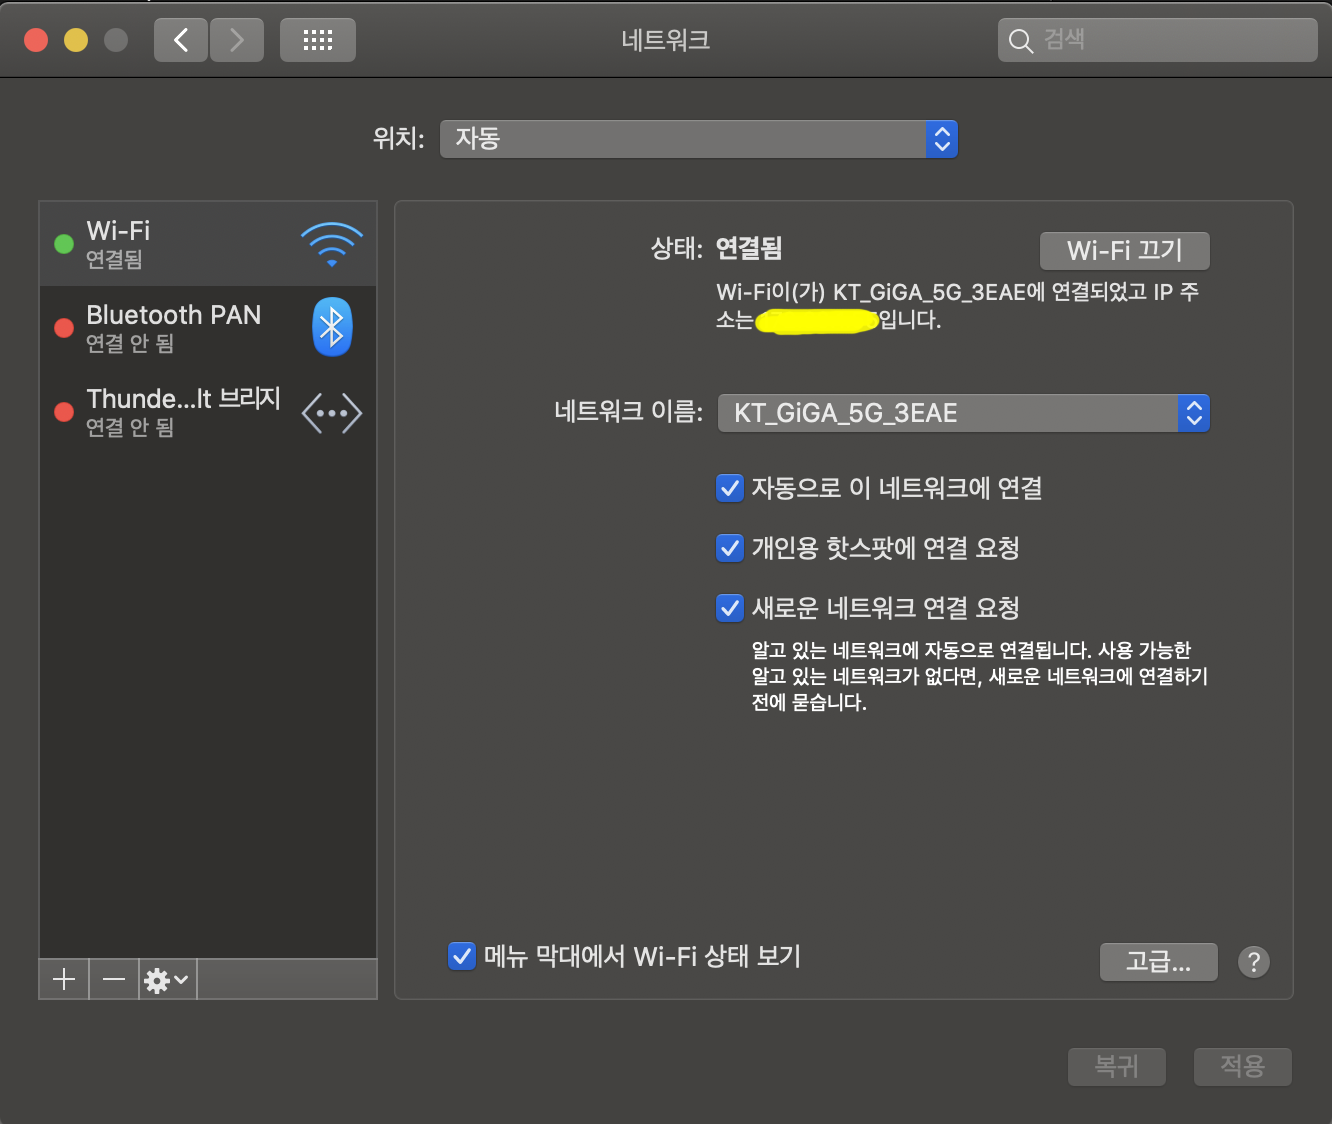 네트워크
검색
위치: 자동
Wi-Fi
연결됨
Bluetooth PAN
연결 안 됨
Thunde...lt 브리지
연결 안 됨
상태: 연결됨
Wi-Fi 끄기
Wi-Fi이(가) KT_GiGA_5G_3EAE에 연결되었고 IP 주
소는 입니다.
네트워크 이름: KT_GiGA_5G_3EAE
자동으로 이 네트워크에 연결
개인용 핫스팟에 연결 요청
새로운 네트워크 연결 요청
알고 있는 네트워크에 자동으로 연결됩니다. 사용 가능한
알고 있는 네트워크가 없다면, 새로운 네트워크에 연결하기
전에 묻습니다.
메뉴 막대에서 Wi-Fi 상태 보기
고급...
?
복귀
적용